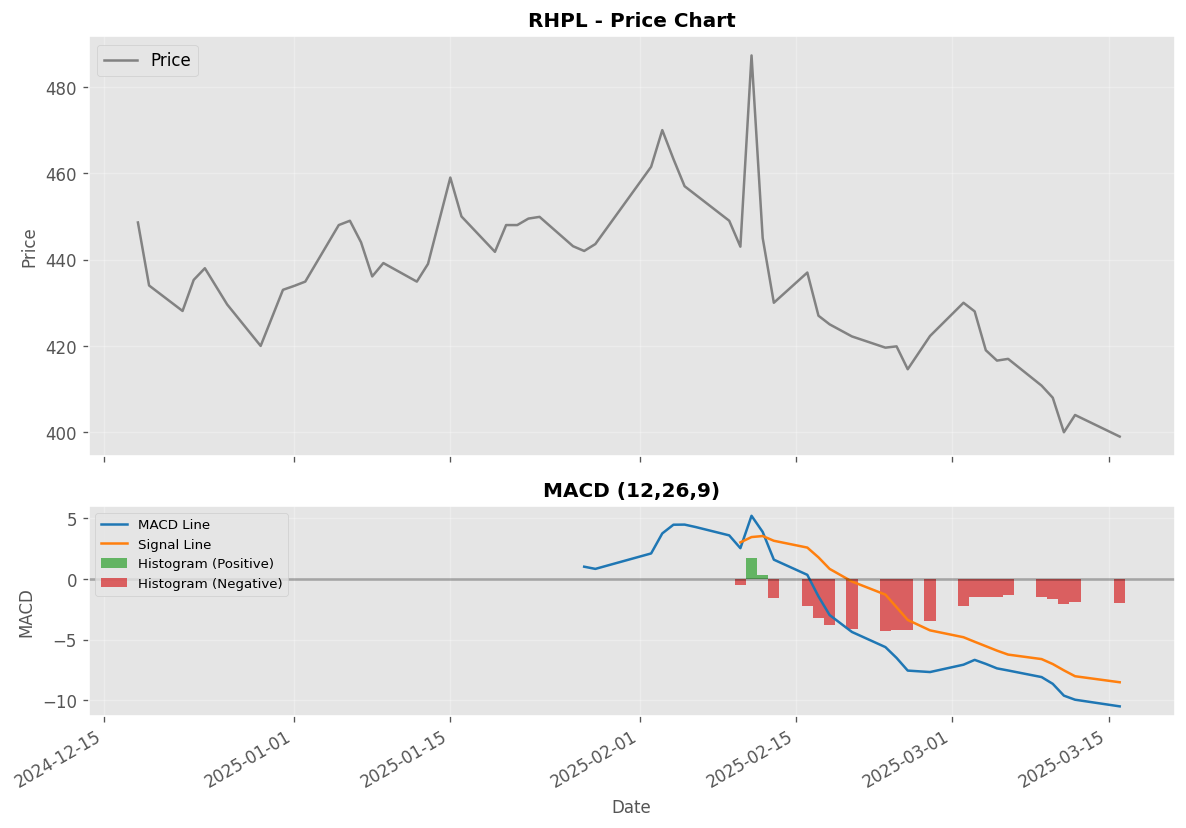 RHPL - Price Chart
Price
480
460
440
420
400
Price
MACD (12,26,9)
MACD Line
Signal Line
Histogram (Positive)
Histogram (Negative)
5
0
−5
−10
MACD
2024-12-15
2025-01-01
2025-01-15
2025-02-01
2025-02-15
2025-03-01
2025-03-15
Date